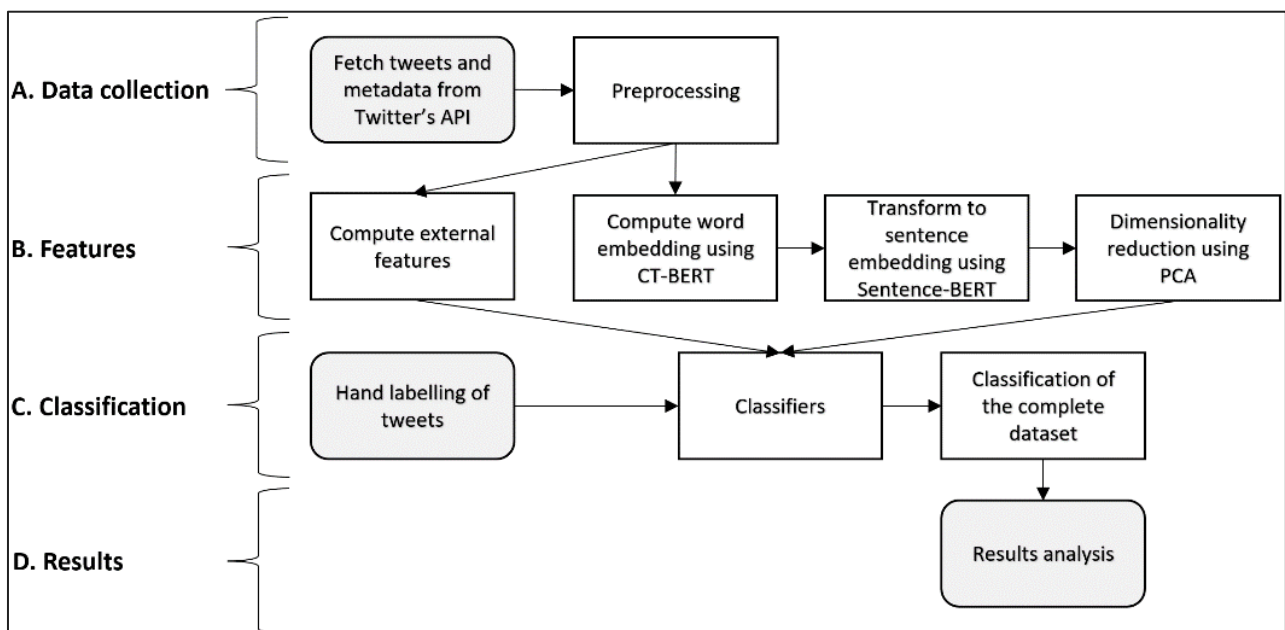 A. Data collection
Fetch tweets and
metadata from
Twitter's API
Preprocessing
B. Features
Compute external
features
Compute word
embedding using
CT-BERT
Transform to
sentence
embedding using
Sentence-BERT
Dimensionality
reduction using
PCA
C. Classification
Hand labelling of
tweets
Classifiers
Classification of
the complete
dataset
D. Results
Results analysis